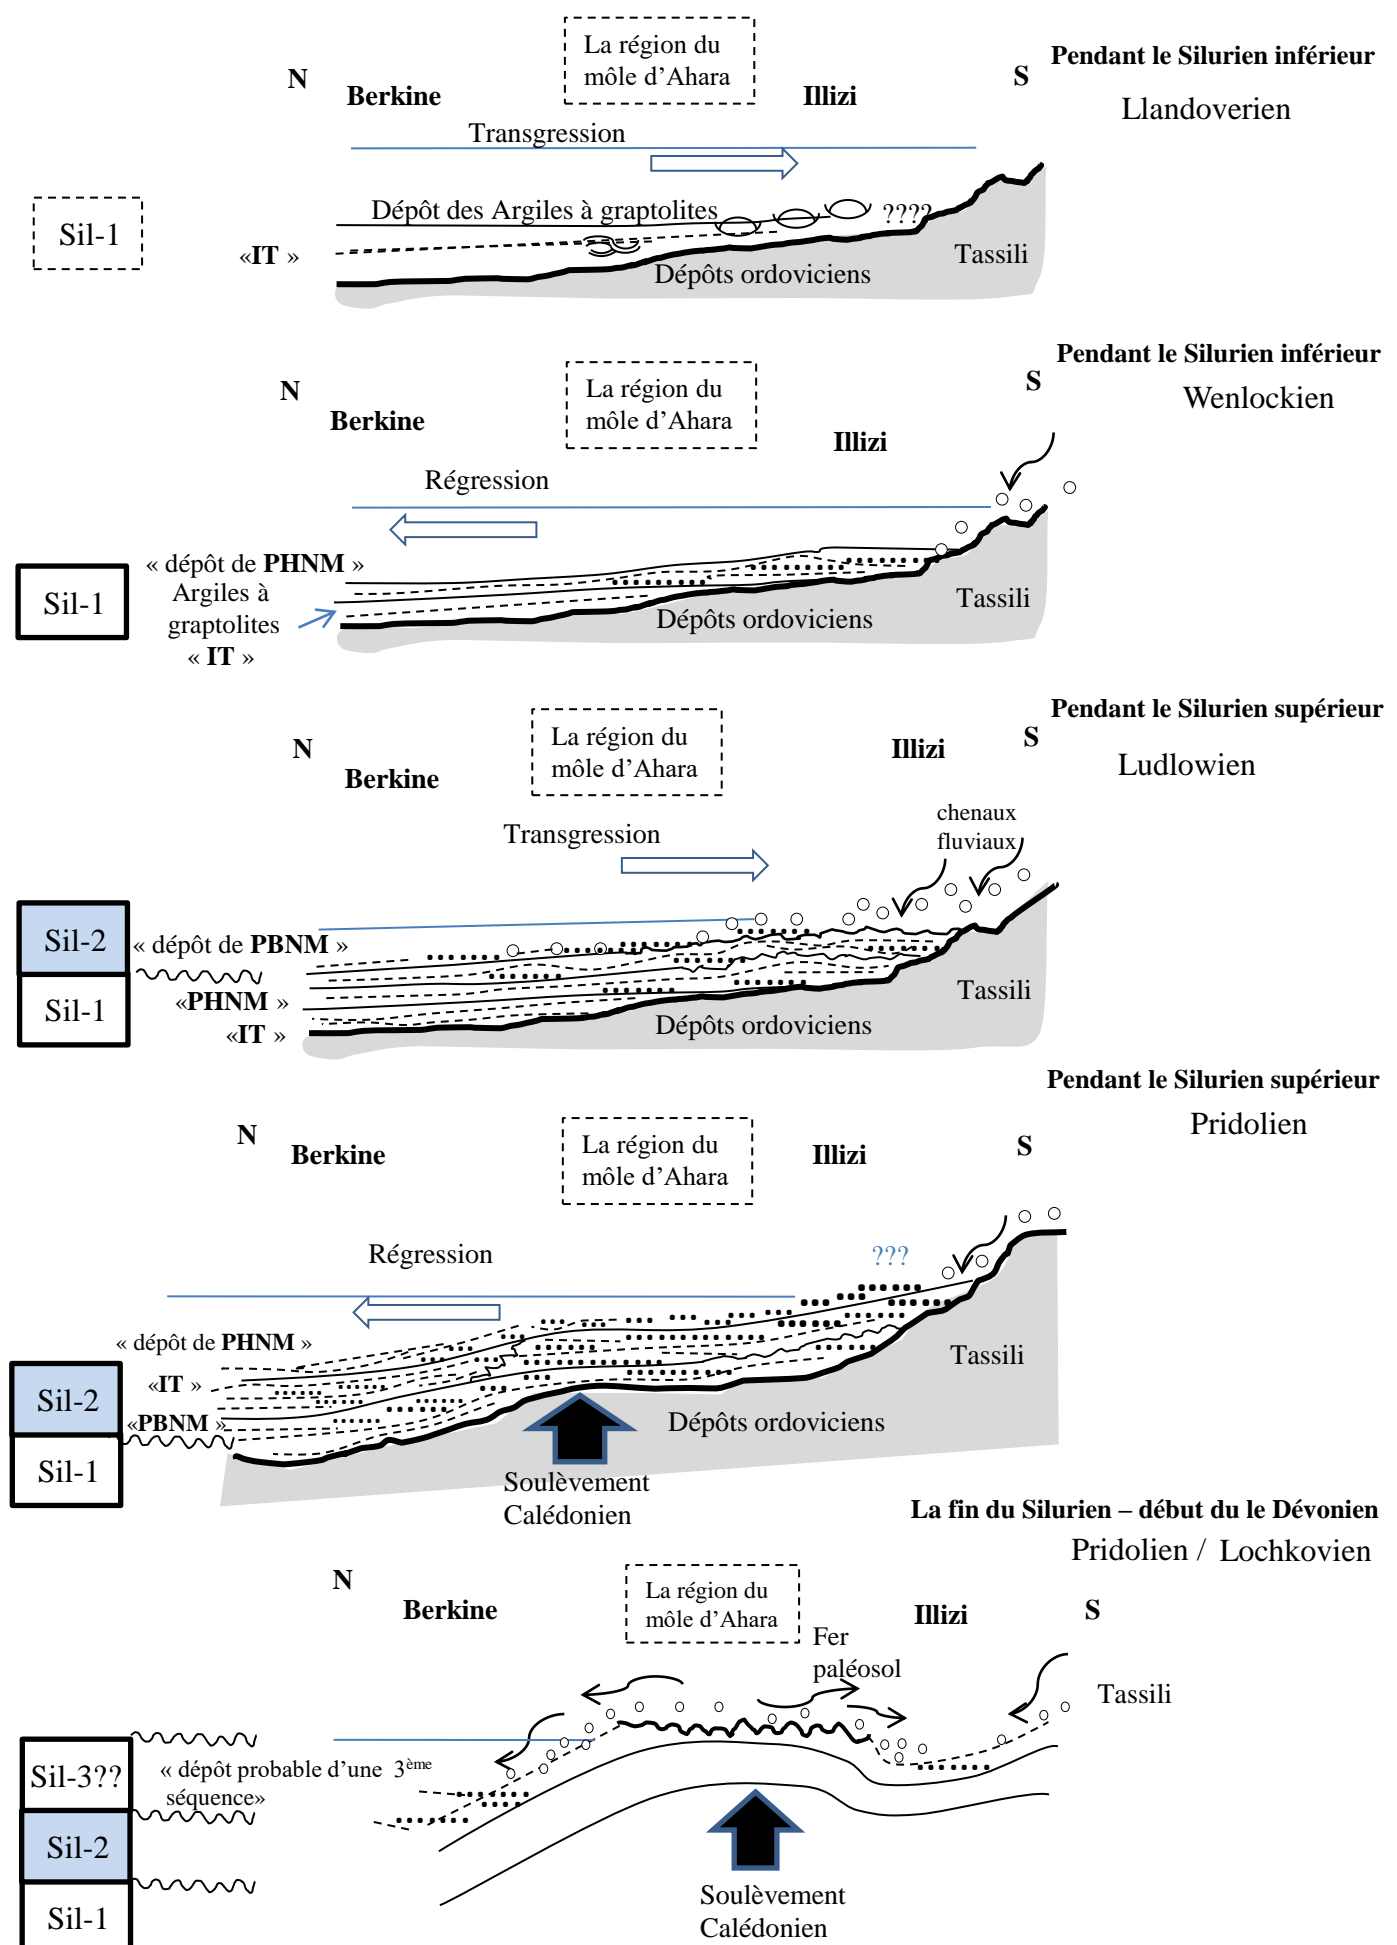 La région du
môle d’Ahara
Pendant le Silurien inférieur
N
S
Berkine
Illizi
Llandoverien
Transgression
Sil-1
Dépôt des Argiles à graptolites
????
«IT »
Tassili
Dépôts ordoviciens
Pendant le Silurien inférieur
N
La région du
môle d’Ahara
S
Wenlockien
Berkine
Illizi
Régression
« dépôt de PHNM »
Sil-1
Argiles à
graptolites
« IT »
Tassili
Dépôts ordoviciens
Pendant le Silurien supérieur
N
La région du
môle d’Ahara
Illizi
S
Berkine
Ludlowien
chenaux
fluviaux
Transgression
Sil-2
« dépôt de PBNM »
Sil-1
«PHNM »
«IT »
Tassili
Dépôts ordoviciens
Pendant le Silurien supérieur
Pridolien
N
La région du
môle d’Ahara
S
Berkine
Illizi
Régression
???
« dépôt de PHNM »
«IT »
Sil-2
«PBNM »
Sil-1
Tassili
Dépôts ordoviciens
Soulèvement
Calédonien
La fin du Silurien – début du le Dévonien
Pridolien / Lochkovien
N
La région du
môle d’Ahara
Berkine
Illizi
S
Fer
paléosol
Tassili
Sil-3??
« dépôt probable d’une 3ème
séquence»
Sil-2
Sil-1
Soulèvement
Calédonien